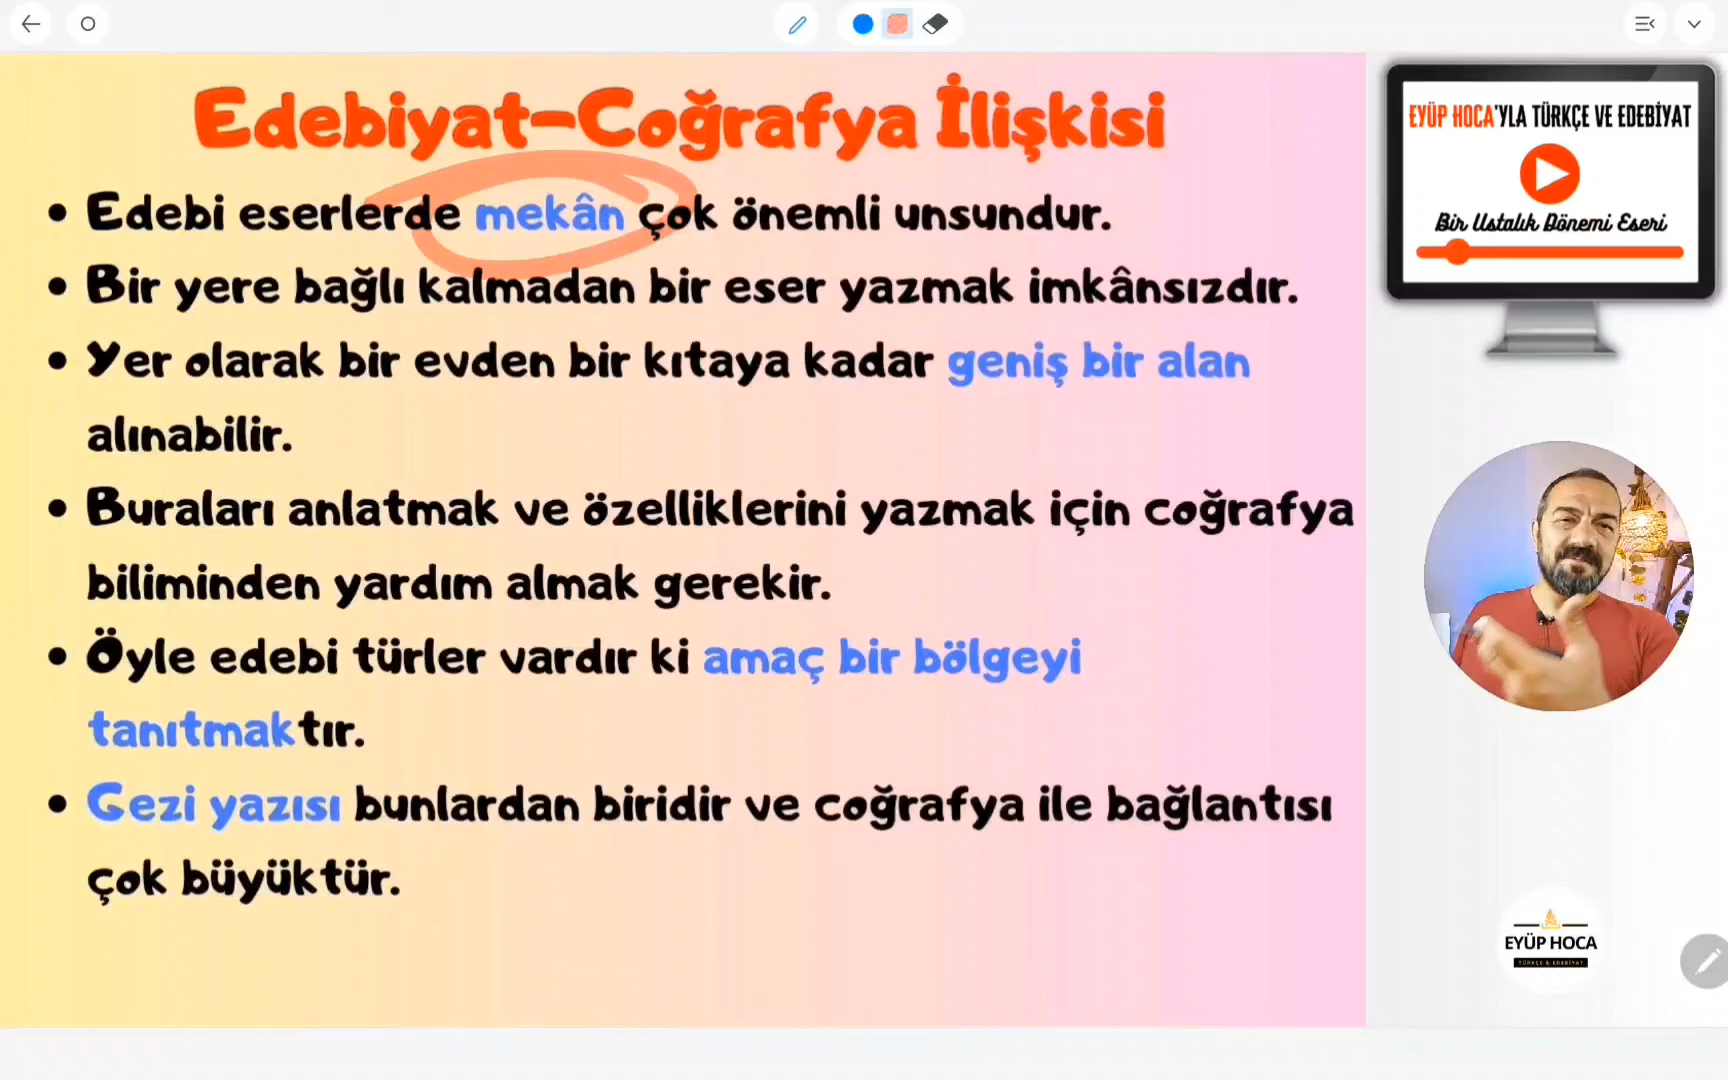 Edebiyat-Coğrafya İlişkisi
• Edebi eserlerde mekân çok önemli unsundur.
• Bir yere bağlı kalmadan bir eser yazmak imkânsızdır.
• Yer olarak bir evden bir kıtaya kadar geniş bir alan
alınabilir.
• Buraları anlatmak ve özelliklerini yazmak için coğrafya
biliminden yardım almak gerekir.
• Öyle edebi türler vardır ki amaç bir bölgeyi
tanıtmaktır.
• Gezi yazısı bunlardan biridir ve coğrafya ile bağlantısı
çok büyüktür.
EYÜP HOCA'YLA TÜRKÇE VE EDEBİYAT
Bir Ustalık Dönemi Eseri
EYÜP HOCA
TÜRKÇE & EDEBİYAT